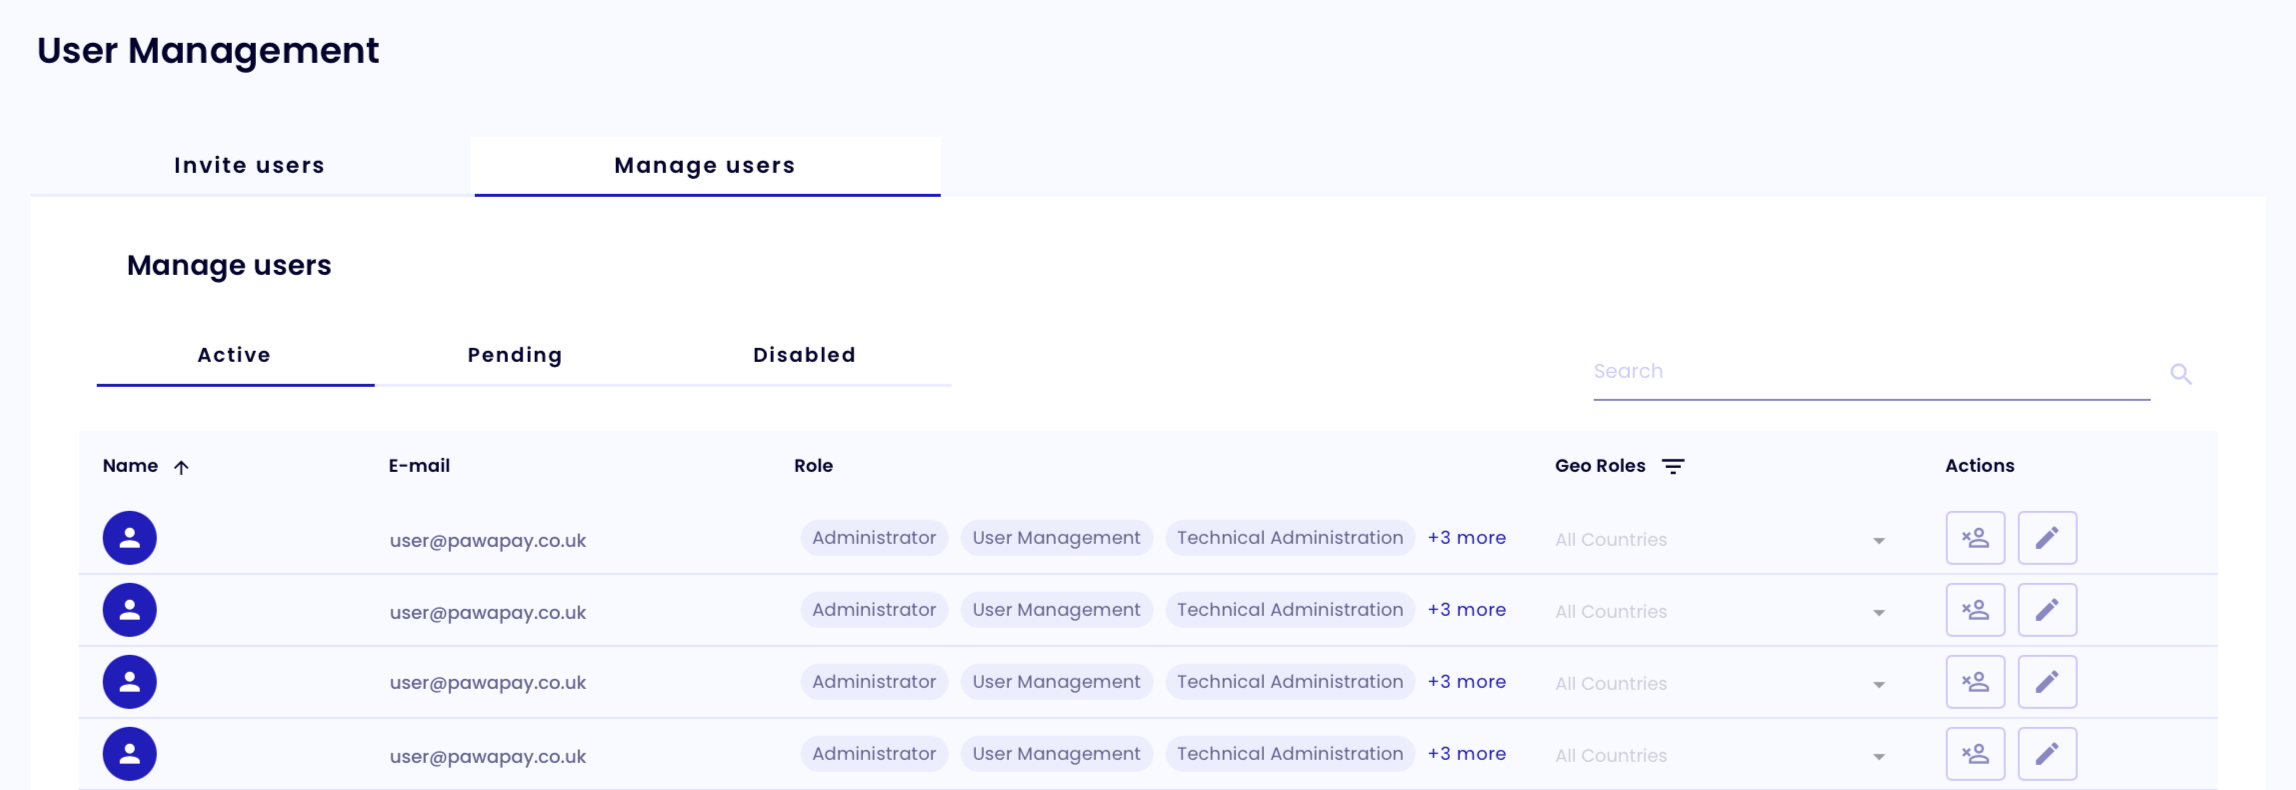 User Management
Invite users Manage users
Manage users
Active Pending Disabled
Search
Name E-mail Role Geo Roles Actions
user@pawapay.co.uk Administrator User Management Technical Administration +3 more All Countries
user@pawapay.co.uk Administrator User Management Technical Administration +3 more All Countries
user@pawapay.co.uk Administrator User Management Technical Administration +3 more All Countries
user@pawapay.co.uk Administrator User Management Technical Administration +3 more All Countries